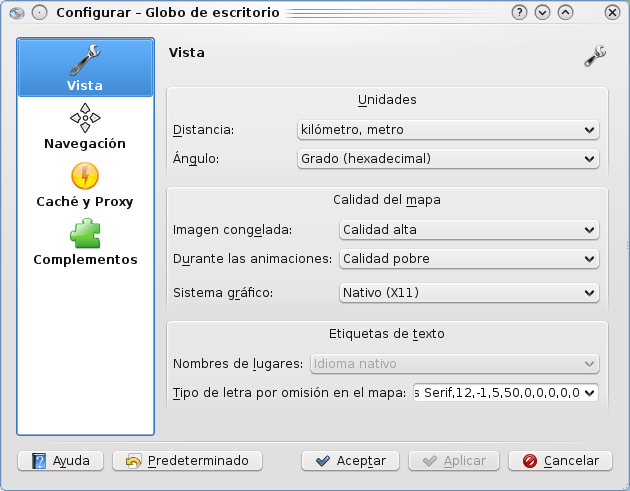 Configurar – Globo de escritorio
Vista
Navegación
Caché y Proxy
Complementos
Vista
Unidades
Distancia: kilómetro, metro
Ángulo: Grado (hexadecimal)
Calidad del mapa
Imagen congelada: Calidad alta
Durante las animaciones: Calidad pobre
Sistema gráfico: Nativo (X11)
Etiquetas de texto
Nombres de lugares: Idioma nativo
Tipo de letra por omisión en el mapa: s Serif,12,-1,5,50,0,0,0,0,0
Ayuda Predeterminado Aceptar Aplicar Cancelar